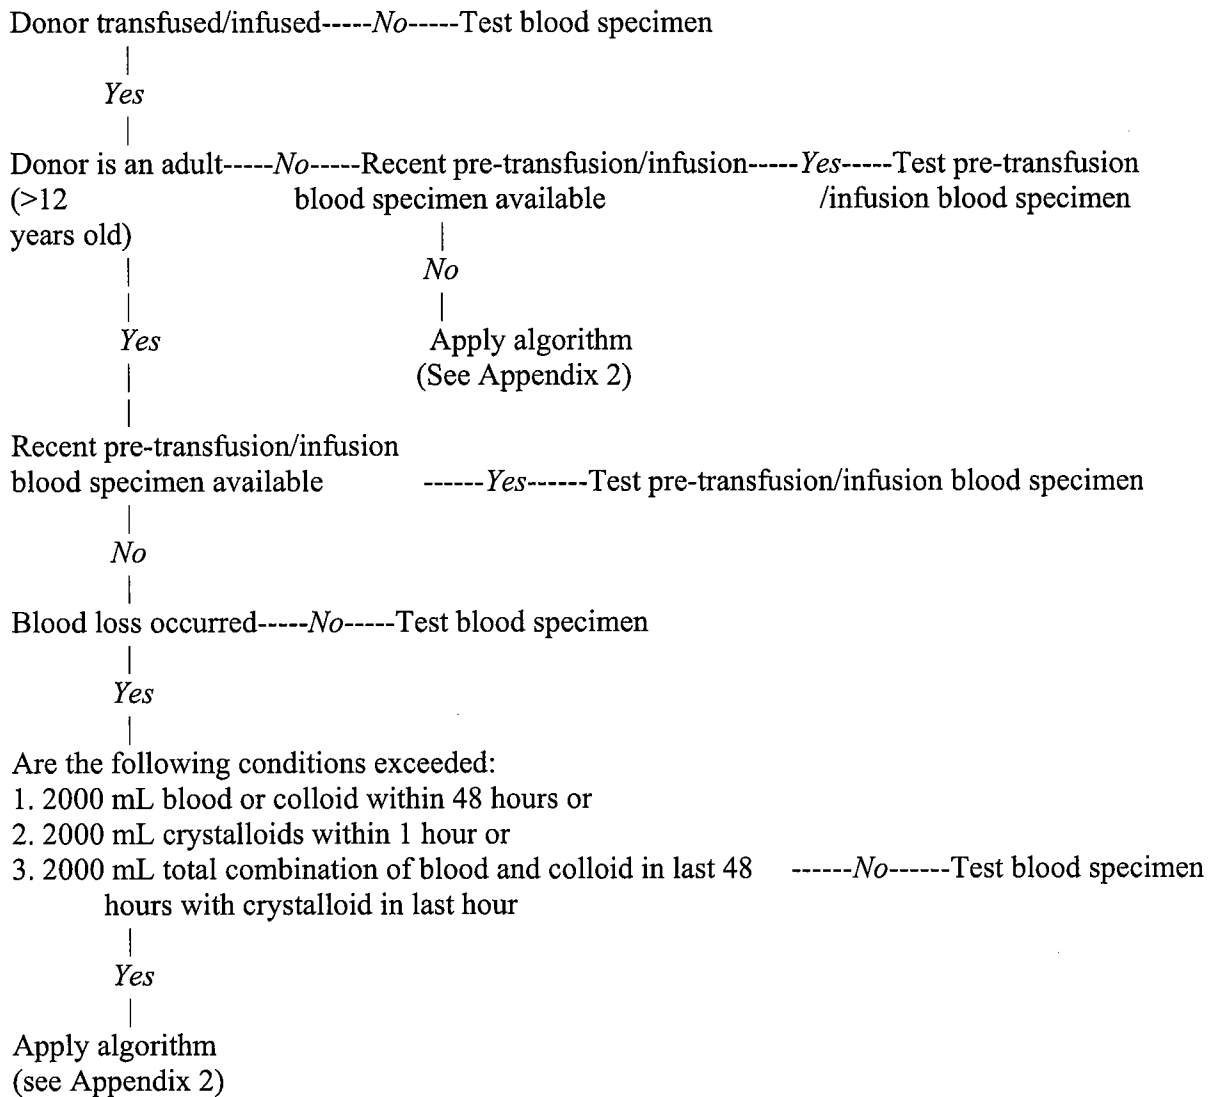 Donor transfused/infused-----No-----Test blood specimen
|
Yes
|
Donor is an adult-----No-----Recent pre-transfusion/infusion-----Yes-----Test pre-transfusion
(>12 blood specimen available /infusion blood specimen
years old) |
| No
| |
Yes Apply algorithm
| (See Appendix 2)
|
Recent pre-transfusion/infusion
blood specimen available ------Yes------Test pre-transfusion/infusion blood specimen
|
No
|
Blood loss occurred-----No-----Test blood specimen
|
Yes
|
Are the following conditions exceeded:
1. 2000 mL blood or colloid within 48 hours or
2. 2000 mL crystalloids within 1 hour or
3. 2000 mL total combination of blood and colloid in last 48 ------No------Test blood specimen
hours with crystalloid in last hour
|
Yes
|
Apply algorithm
(see Appendix 2)